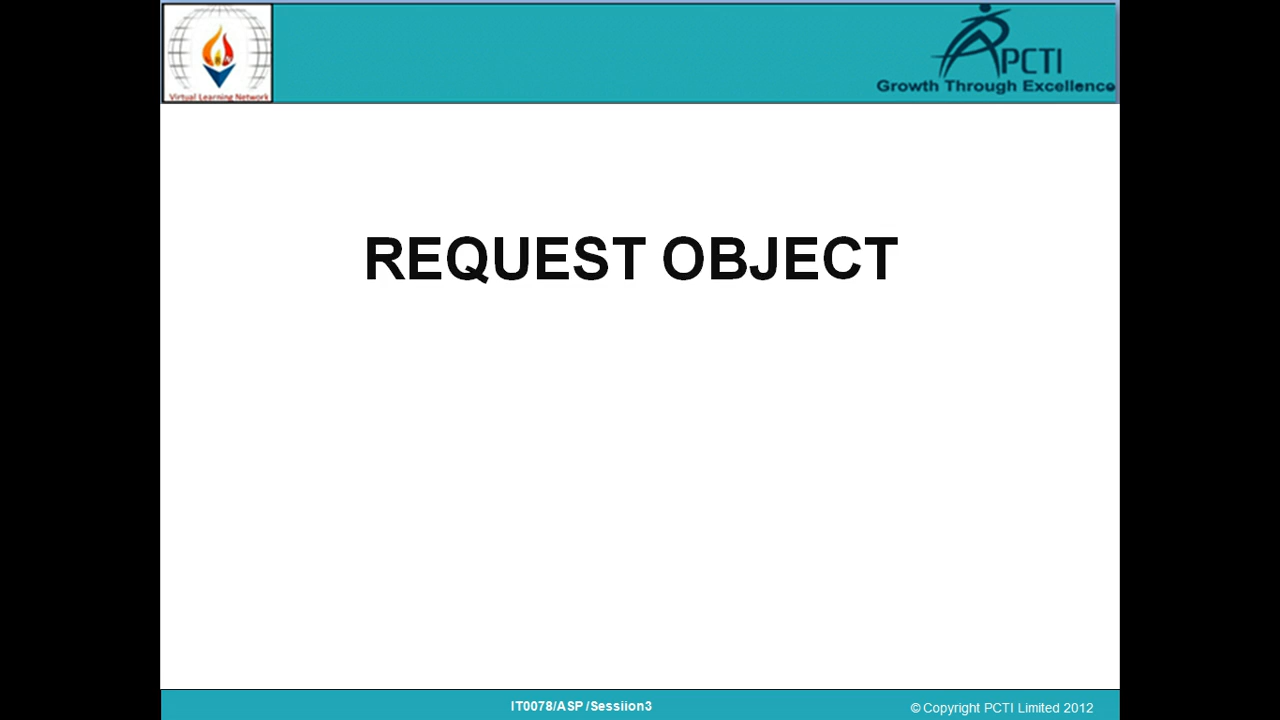 Virtual Learning Network
PCTI
Growth Through Excellence
REQUEST OBJECT
IT0078/ASP /Sessiion3
© Copyright PCTI Limited 2012